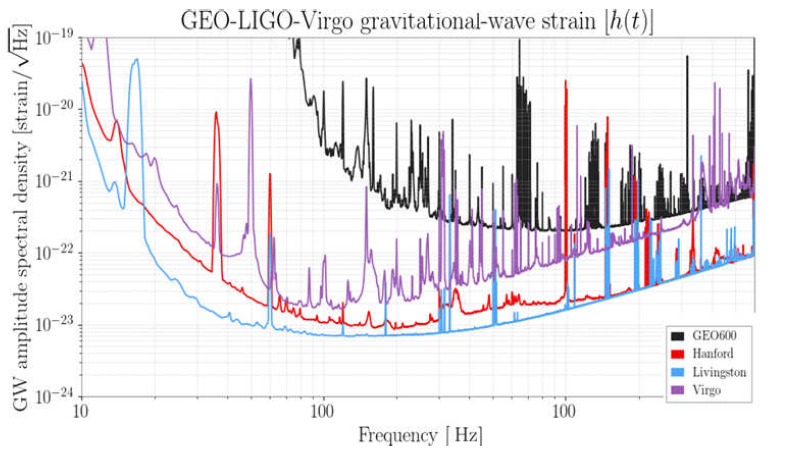 GEO-LIGO-Virgo gravitational-wave strain [h(t)]
GW amplitude spectral density [strain/√Hz]
10⁻¹⁹
10⁻²⁰
10⁻²¹
10⁻²²
10⁻²³
10⁻²⁴
GEO600
Hanford
Livingston
Virgo
10 100 100
Frequency [ Hz]